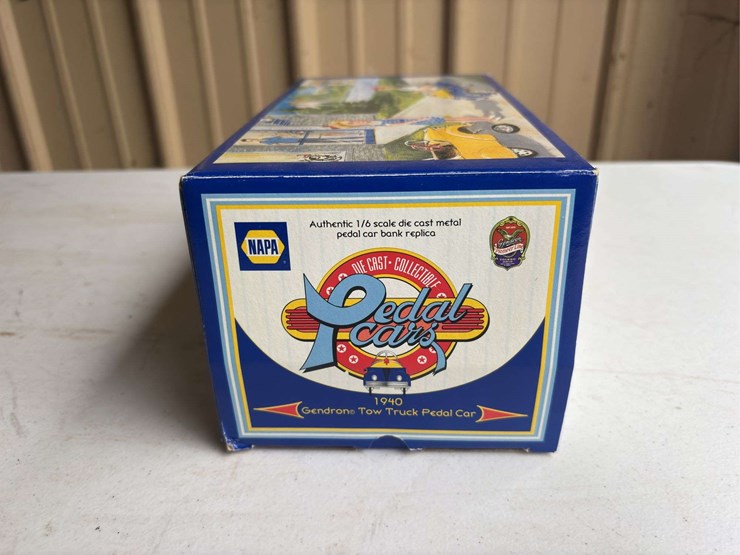 NAPA
Authentic 1/6 scale die cast metal
pedal car bank replica
DIE CAST • COLLECTIBLE
Pedal
cars
1940
Gendron® Tow Truck Pedal Car